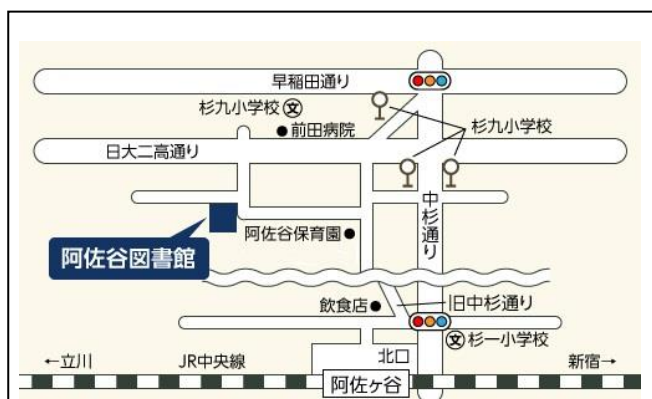 早稲田通り
杉九小学校 文
前田病院
杉九小学校
日大二高通り
中杉通り
阿佐谷保育園
阿佐谷図書館
飲食店
旧中杉通り
文 杉一小学校
←立川
JR中央線
北口
新宿→
阿佐ケ谷